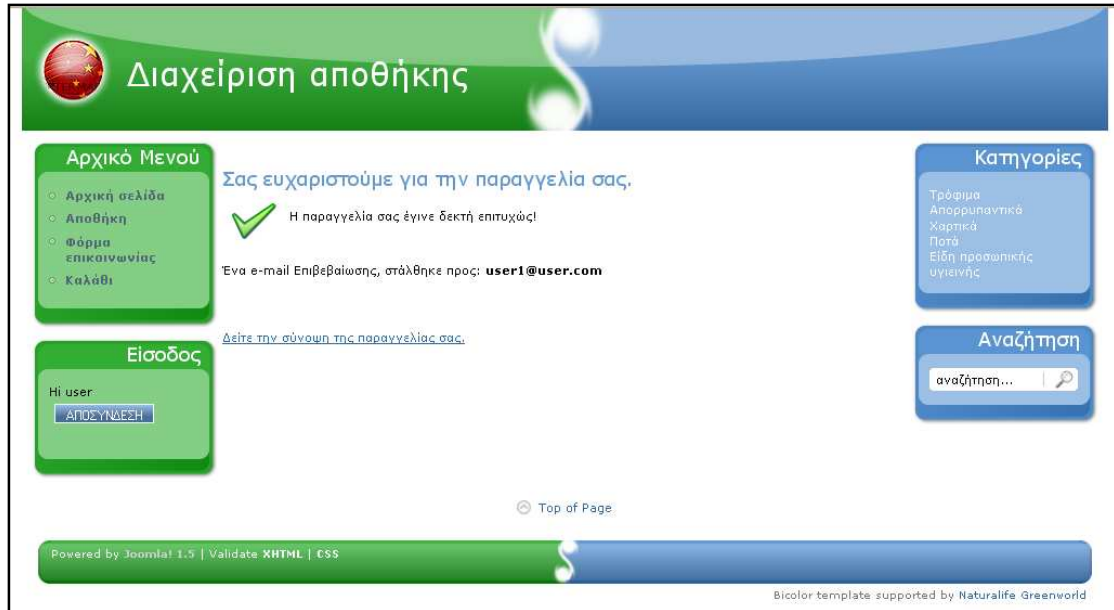 Διαχείριση αποθήκης
Αρχικό Μενού
Αρχική σελίδα
Αποθήκη
Φόρμα
επικοινωνίας
Καλάθι
Είσοδος
Hi user
ΑΠΟΣΥΝΔΕΣΗ
Σας ευχαριστούμε για την παραγγελία σας.
Η παραγγελία σας έγινε δεκτή επιτυχώς!
Ένα e-mail Επιβεβαίωσης, στάλθηκε προς: user1@user.com
Δείτε την σύνοψη της παραγγελίας σας.
Κατηγορίες
Τρόφιμα
Απορρυπαντικά
Χαρτικά
Ποτά
Είδη προσωπικής
υγιεινής
Αναζήτηση
αναζήτηση...
Top of Page
Powered by Joomla! 1.5 | Validate XHTML | CSS
Bicolor template supported by Naturalife Greenworld